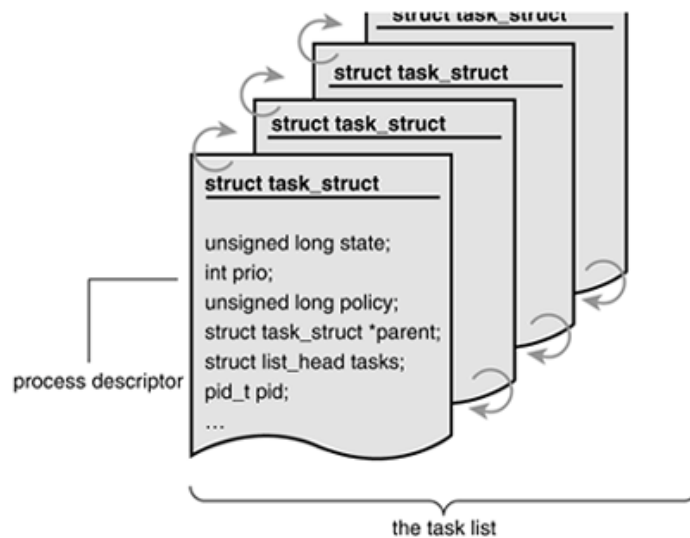 struct task_struct
struct task_struct
struct task_struct
struct task_struct
unsigned long state;
int prio;
unsigned long policy;
struct task_struct *parent;
struct list_head tasks;
pid_t pid;
...
process descriptor
the task list